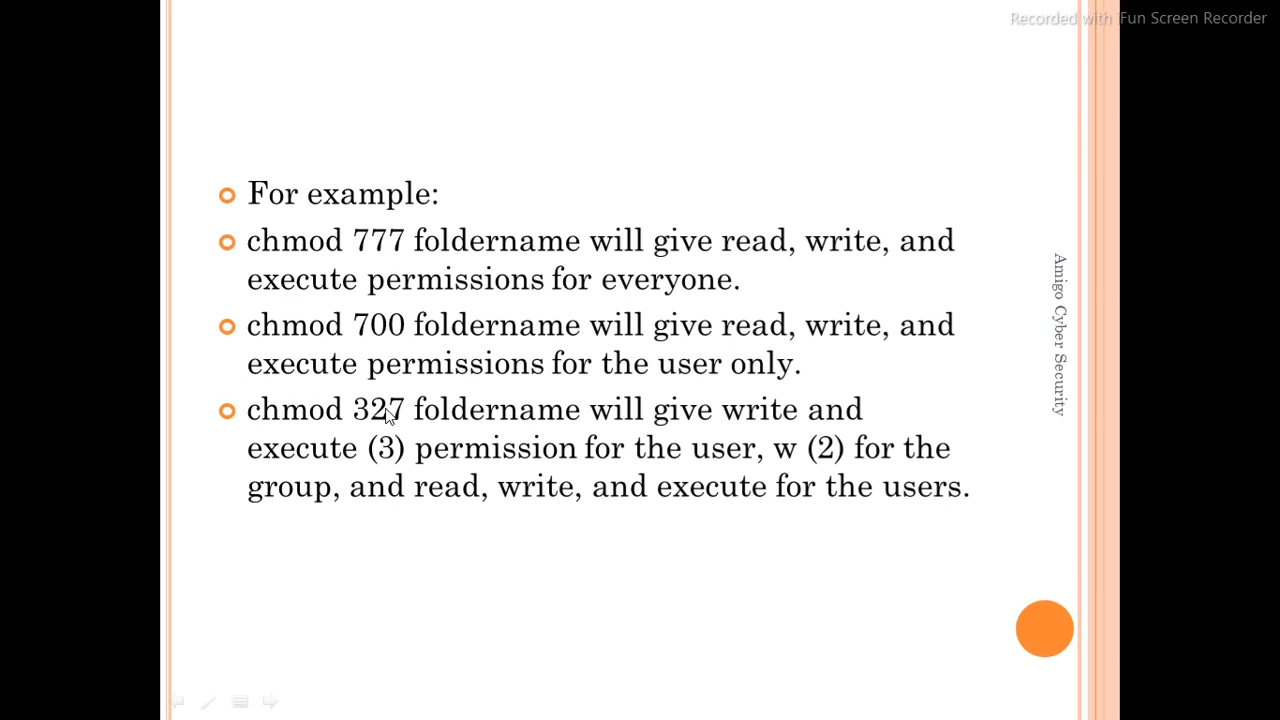 Recorded with iFun Screen Recorder
For example:
chmod 777 foldername will give read, write, and
execute permissions for everyone.
chmod 700 foldername will give read, write, and
execute permissions for the user only.
chmod 327 foldername will give write and
execute (3) permission for the user, w (2) for the
group, and read, write, and execute for the users.
Amigo Cyber Security